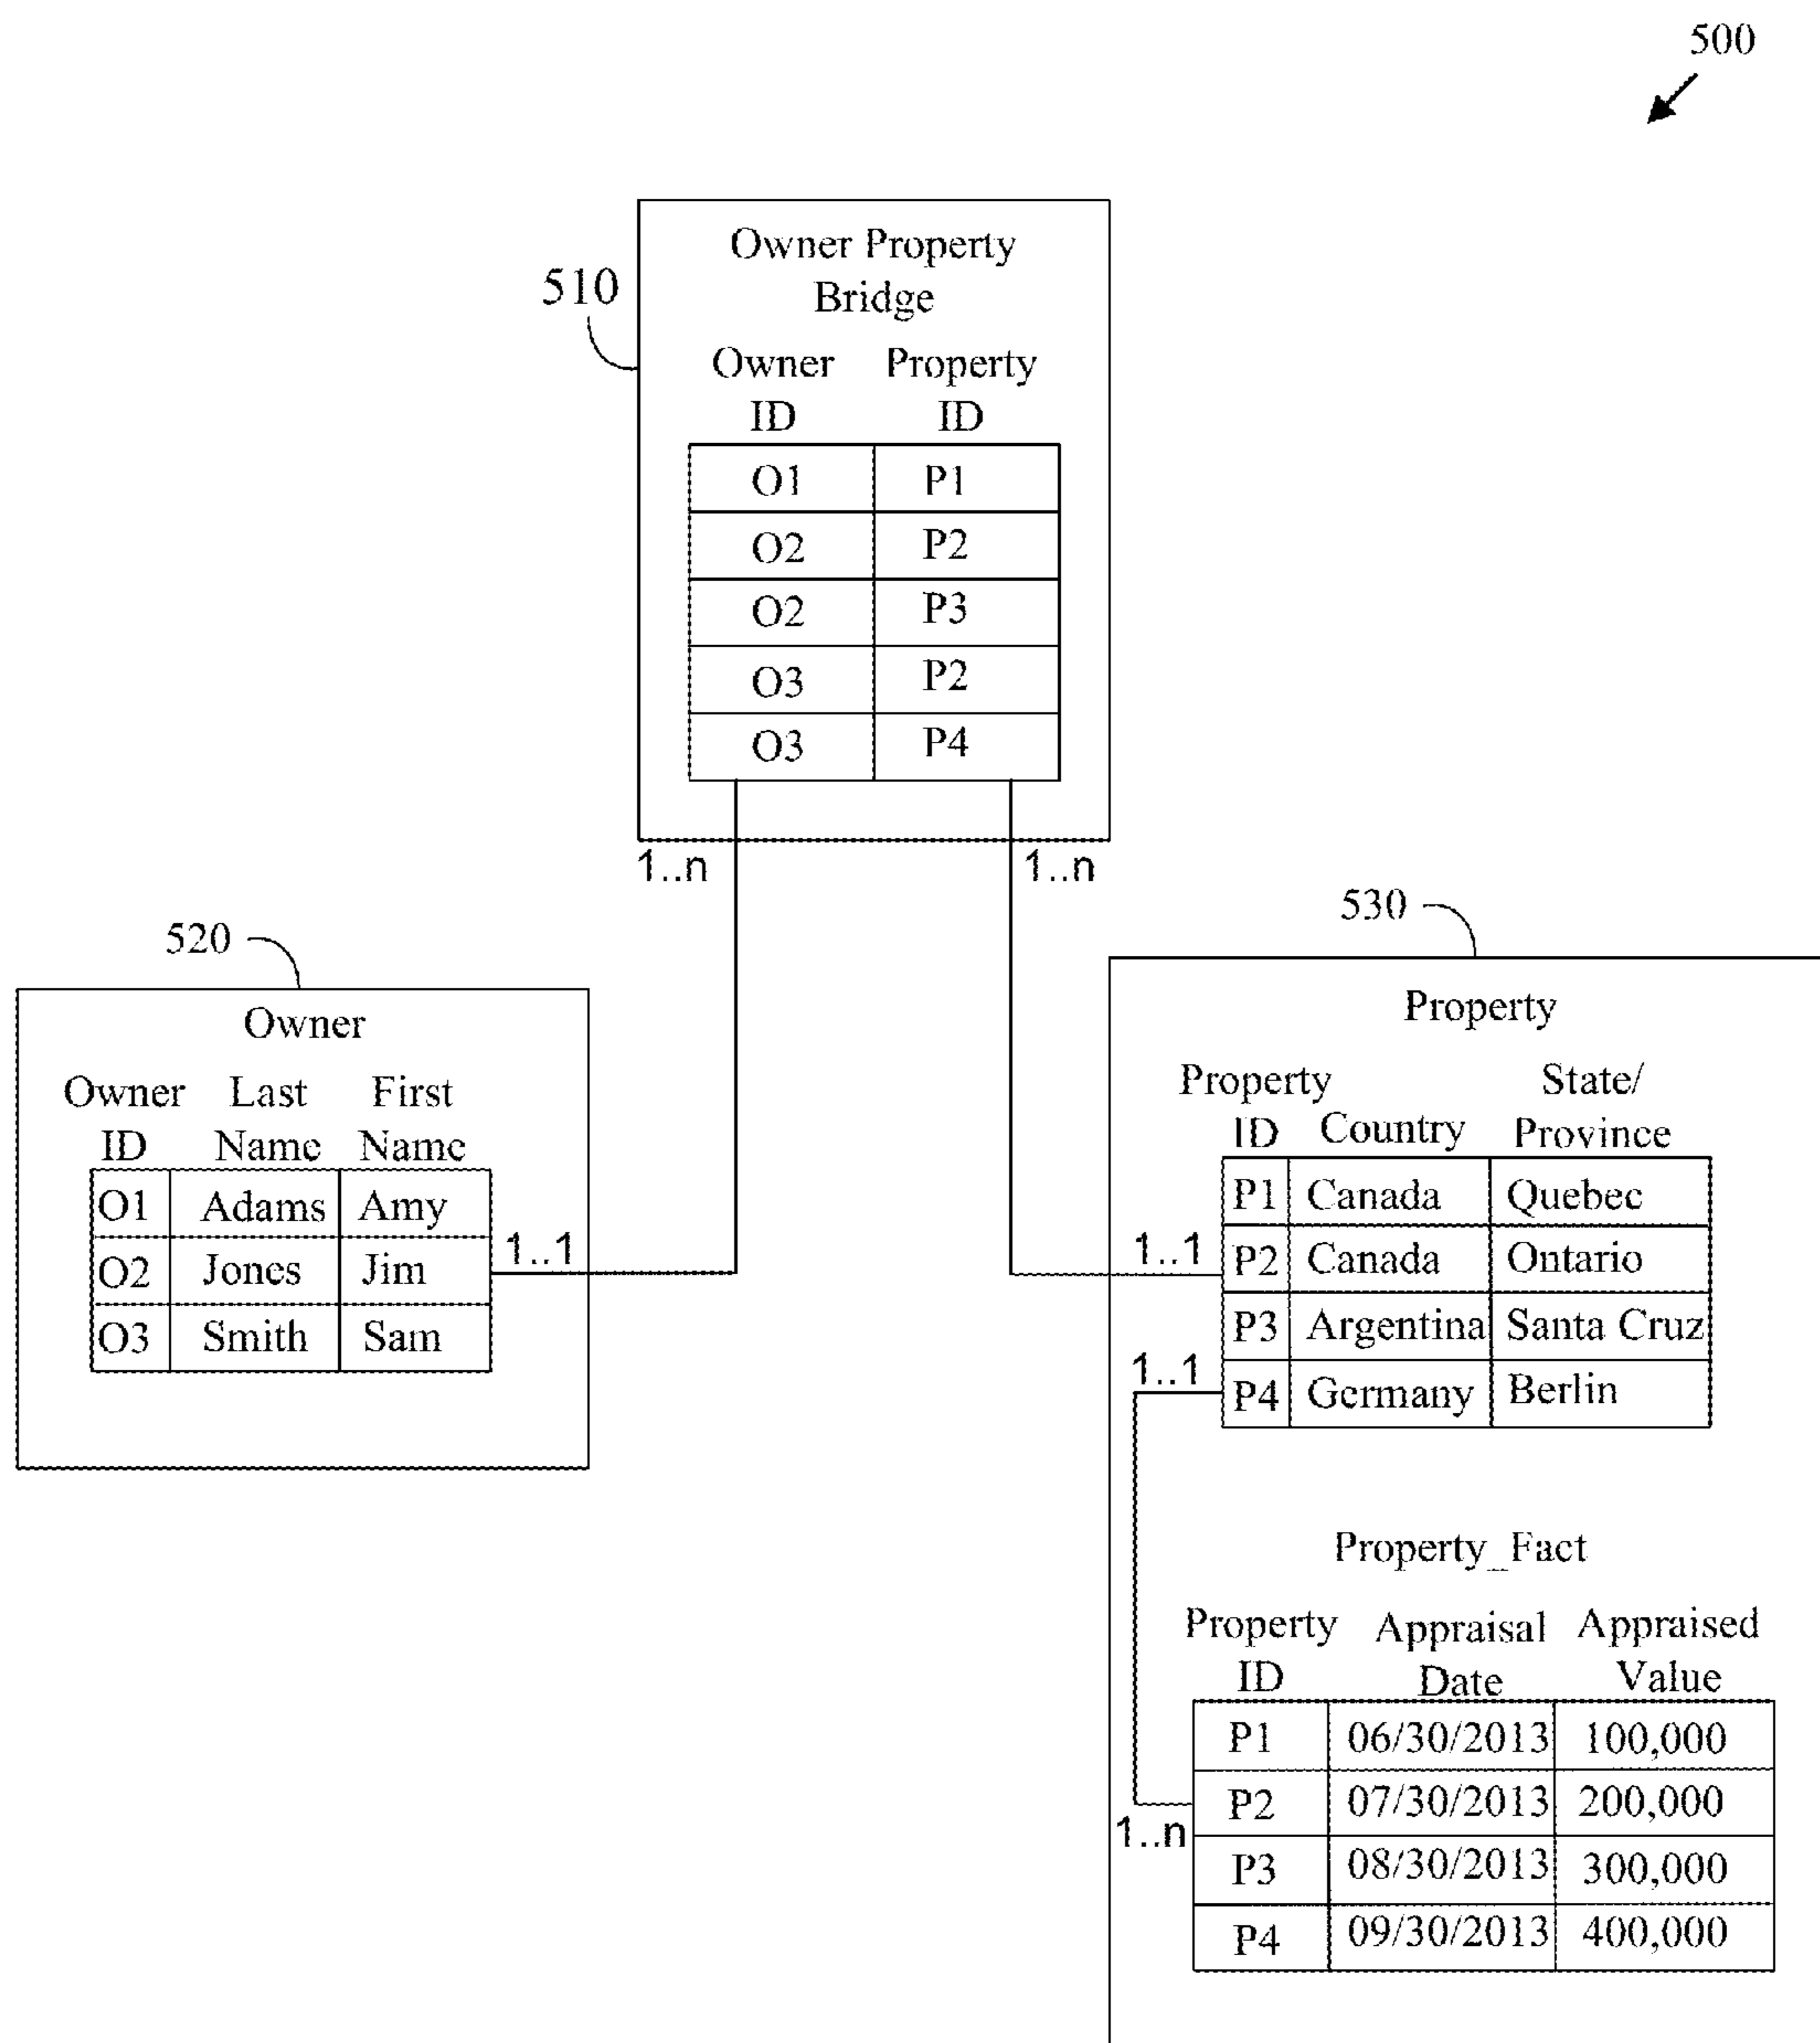 500
Owner Property
Bridge
510
Owner Property
ID ID
O1 P1
O2 P2
O2 P3
O3 P2
O3 P4
1..n 1..n
520
Owner
Owner Last First
ID Name Name
O1 Adams Amy
O2 Jones Jim
O3 Smith Sam
1..1
530
Property
Property State/
ID Country Province
P1 Canada Quebec
1..1 P2 Canada Ontario
P3 Argentina Santa Cruz
1..1 P4 Germany Berlin
Property_Fact
Property Appraisal Appraised
ID Date Value
P1 06/30/2013 100,000
P2 07/30/2013 200,000
1..n
P3 08/30/2013 300,000
P4 09/30/2013 400,000